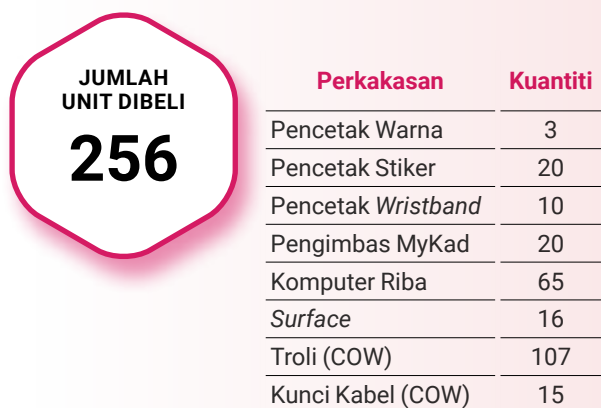 JUMLAH
UNIT DIBELI
256
Perkakasan Kuantiti
Pencetak Warna 3
Pencetak Stiker 20
Pencetak Wristband 10
Pengimbas MyKad 20
Komputer Riba 65
Surface 16
Troli (COW) 107
Kunci Kabel (COW) 15